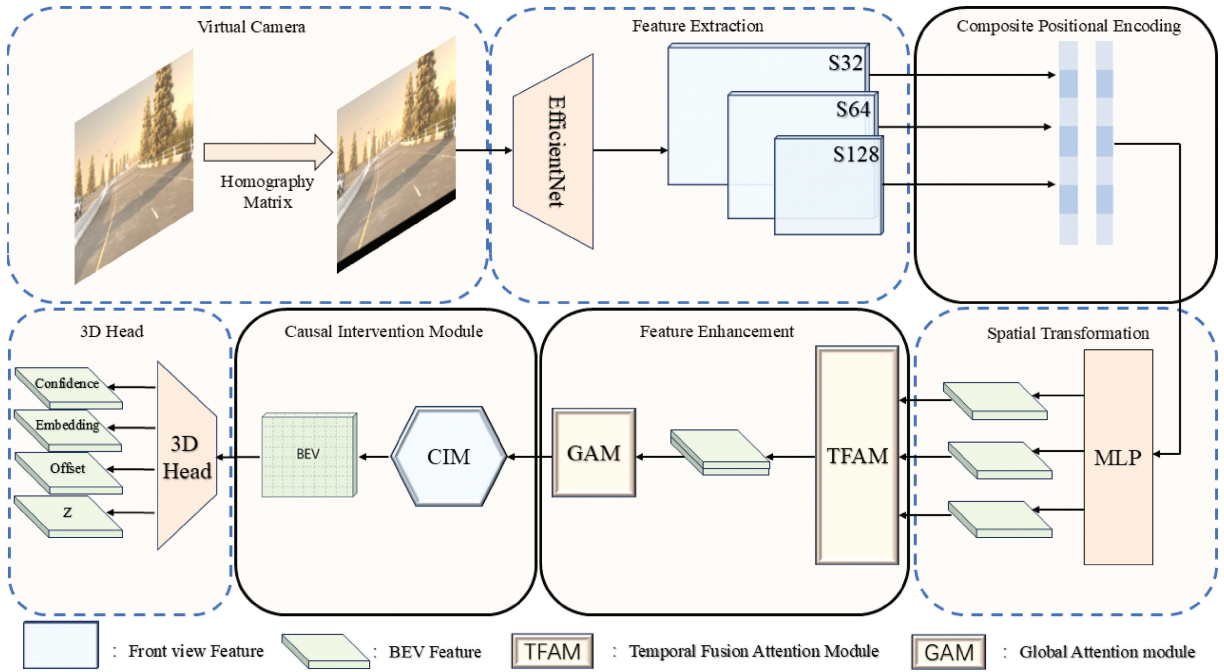 Virtual Camera
Homography
Matrix
Feature Extraction
EfficientNet
S32
S64
S128
Composite Positional Encoding
3D Head
Confidence
Embedding
Offset
Z
3D
Head
Causal Intervention Module
BEV
CIM
Feature Enhancement
GAM
TFAM
Spatial Transformation
MLP
: Front view Feature
: BEV Feature
TFAM : Temporal Fusion Attention Module
GAM : Global Attention module